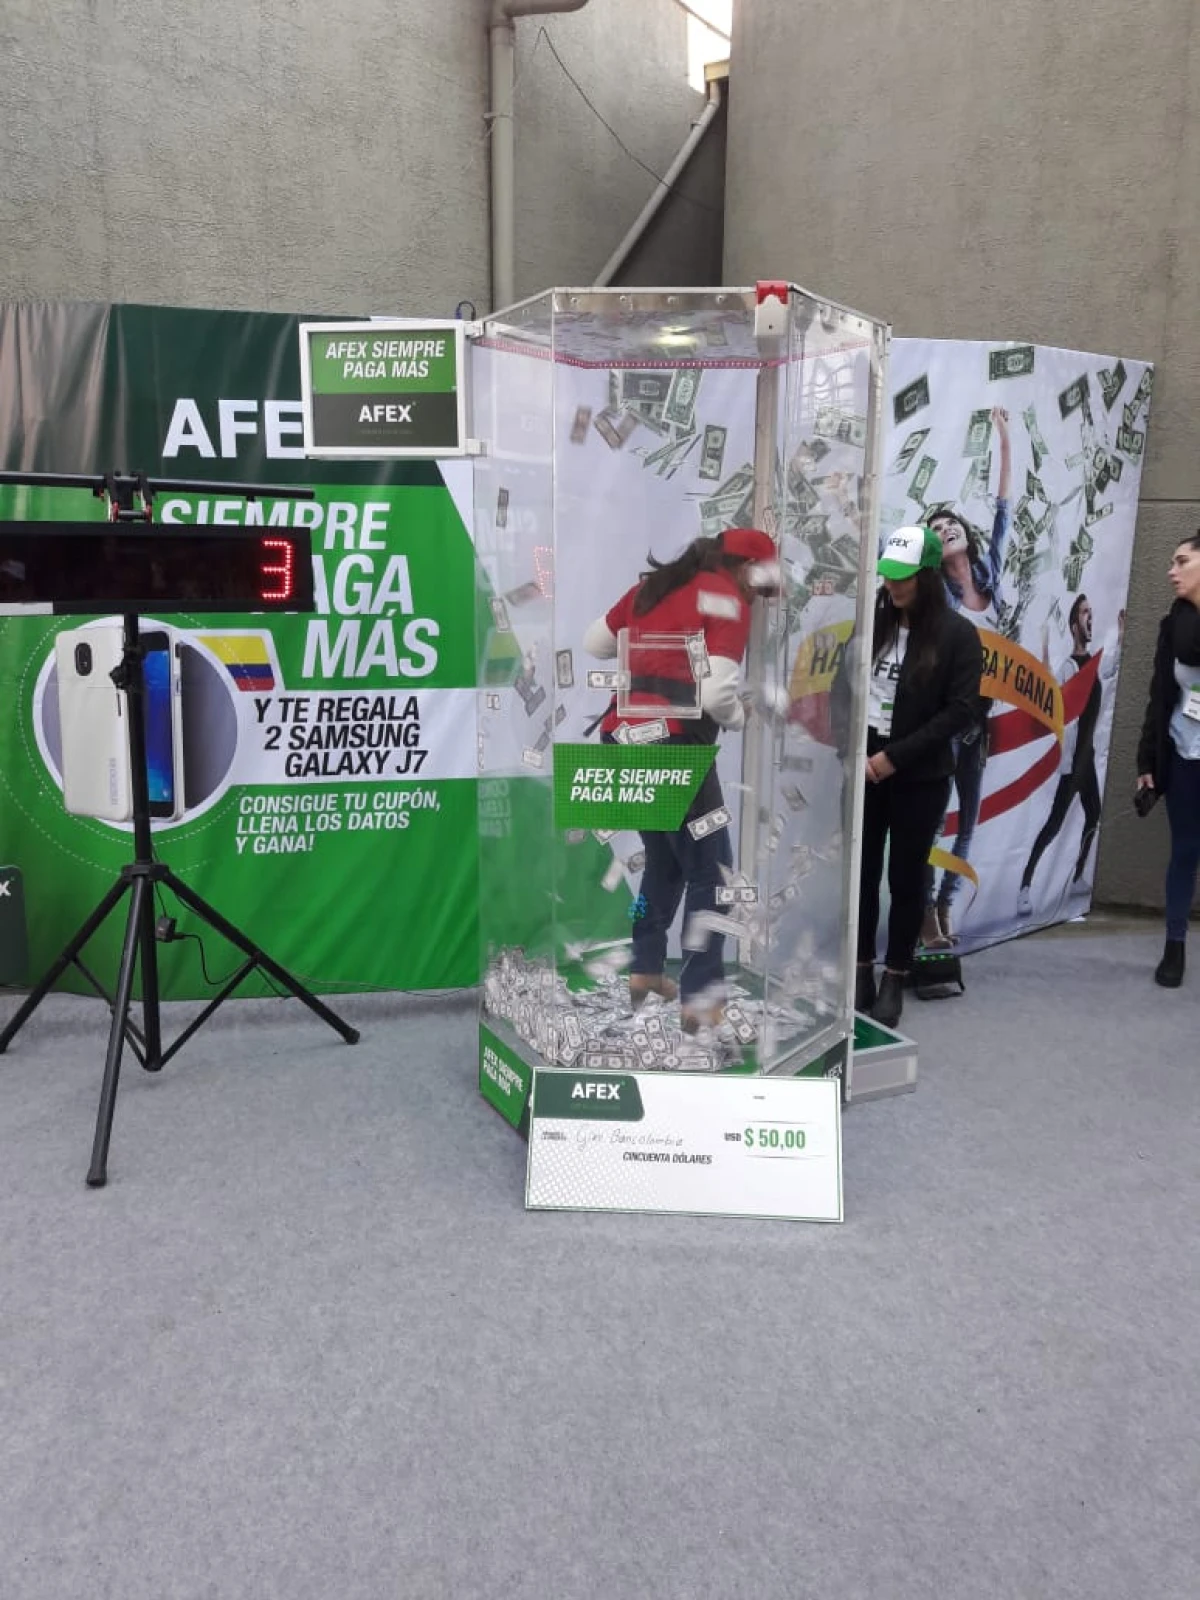 AFEX SIEMPRE
PAGA MÁS
AFEX
AFE
SIEMPRE
AGA
MÁS
3
Y TE REGALA
2 SAMSUNG
GALAXY J7
CONSIGUE TU CUPÓN,
LLENA LOS DATOS
Y GANA!
X
AFEX SIEMPRE
PAGA MÁS
AFEX
HA
BA Y GANA
AFEX SIEMPRE
PAGA MÁS
AFEX
AFEX
USD $ 50,00
CINCUENTA DÓLARES